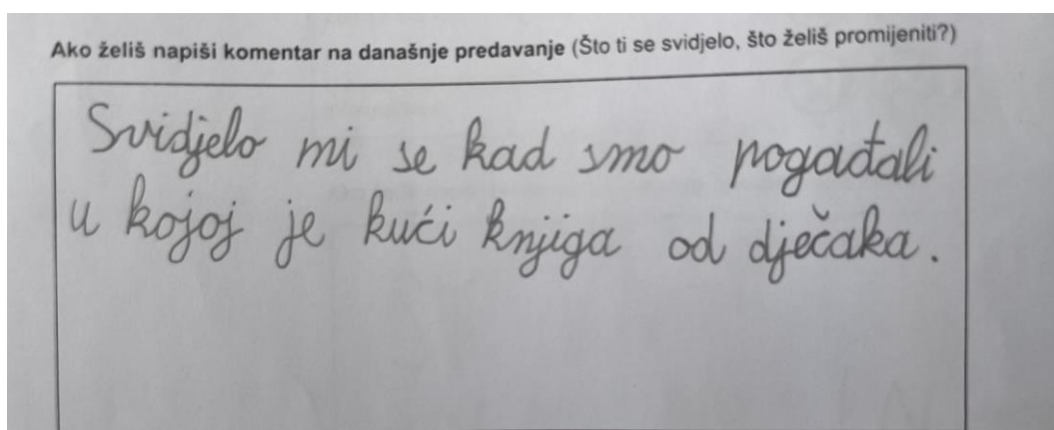 Ako želiš napiši komentar na današnje predavanje (Što ti se svidjelo, što želiš promijeniti?)
Svidjelo mi se kad smo pogađali
u kojoj je kući knjiga od dječaka.